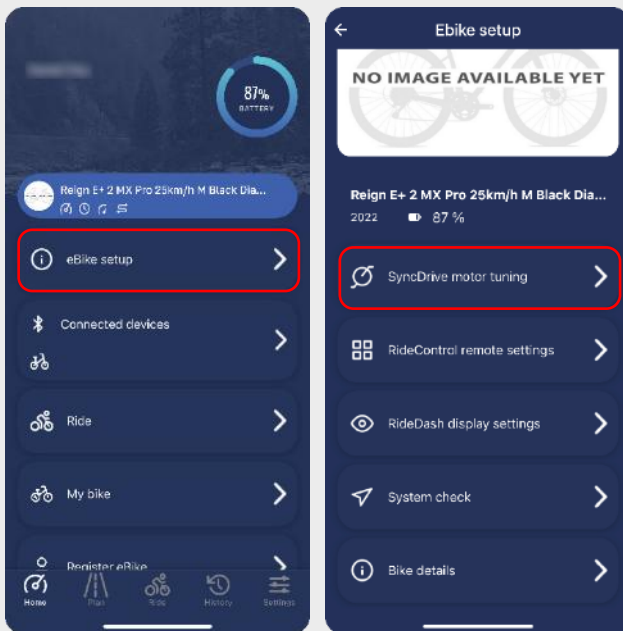 87%
BATTERY
Reign E+ 2 MX Pro 25km/h M Black Dia...
eBike setup
Connected devices
Ride
My bike
Register eBike
Home
Plan
Ride
History
Settings
Ebike setup
NO IMAGE AVAILABLE YET
Reign E+ 2 MX Pro 25km/h M Black Dia...
2022 87 %
SyncDrive motor tuning
RideControl remote settings
RideDash display settings
System check
Bike details